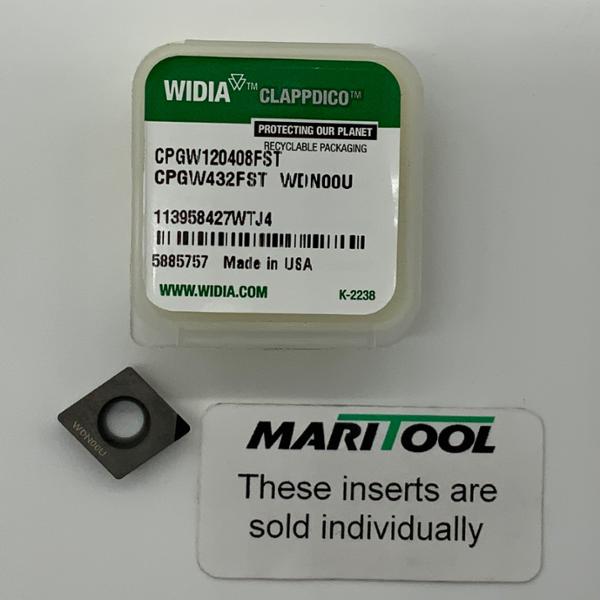 WIDIA™ CLAPPDICO™
PROTECTING OUR PLANET
RECYCLABLE PACKAGING
CPGW120408FST
CPGW432FST WDN00U
113958427WTJ4
5885757 Made in USA
WWW.WIDIA.COM K-2238
WDN00U
MARITOOL
These inserts are
sold individually